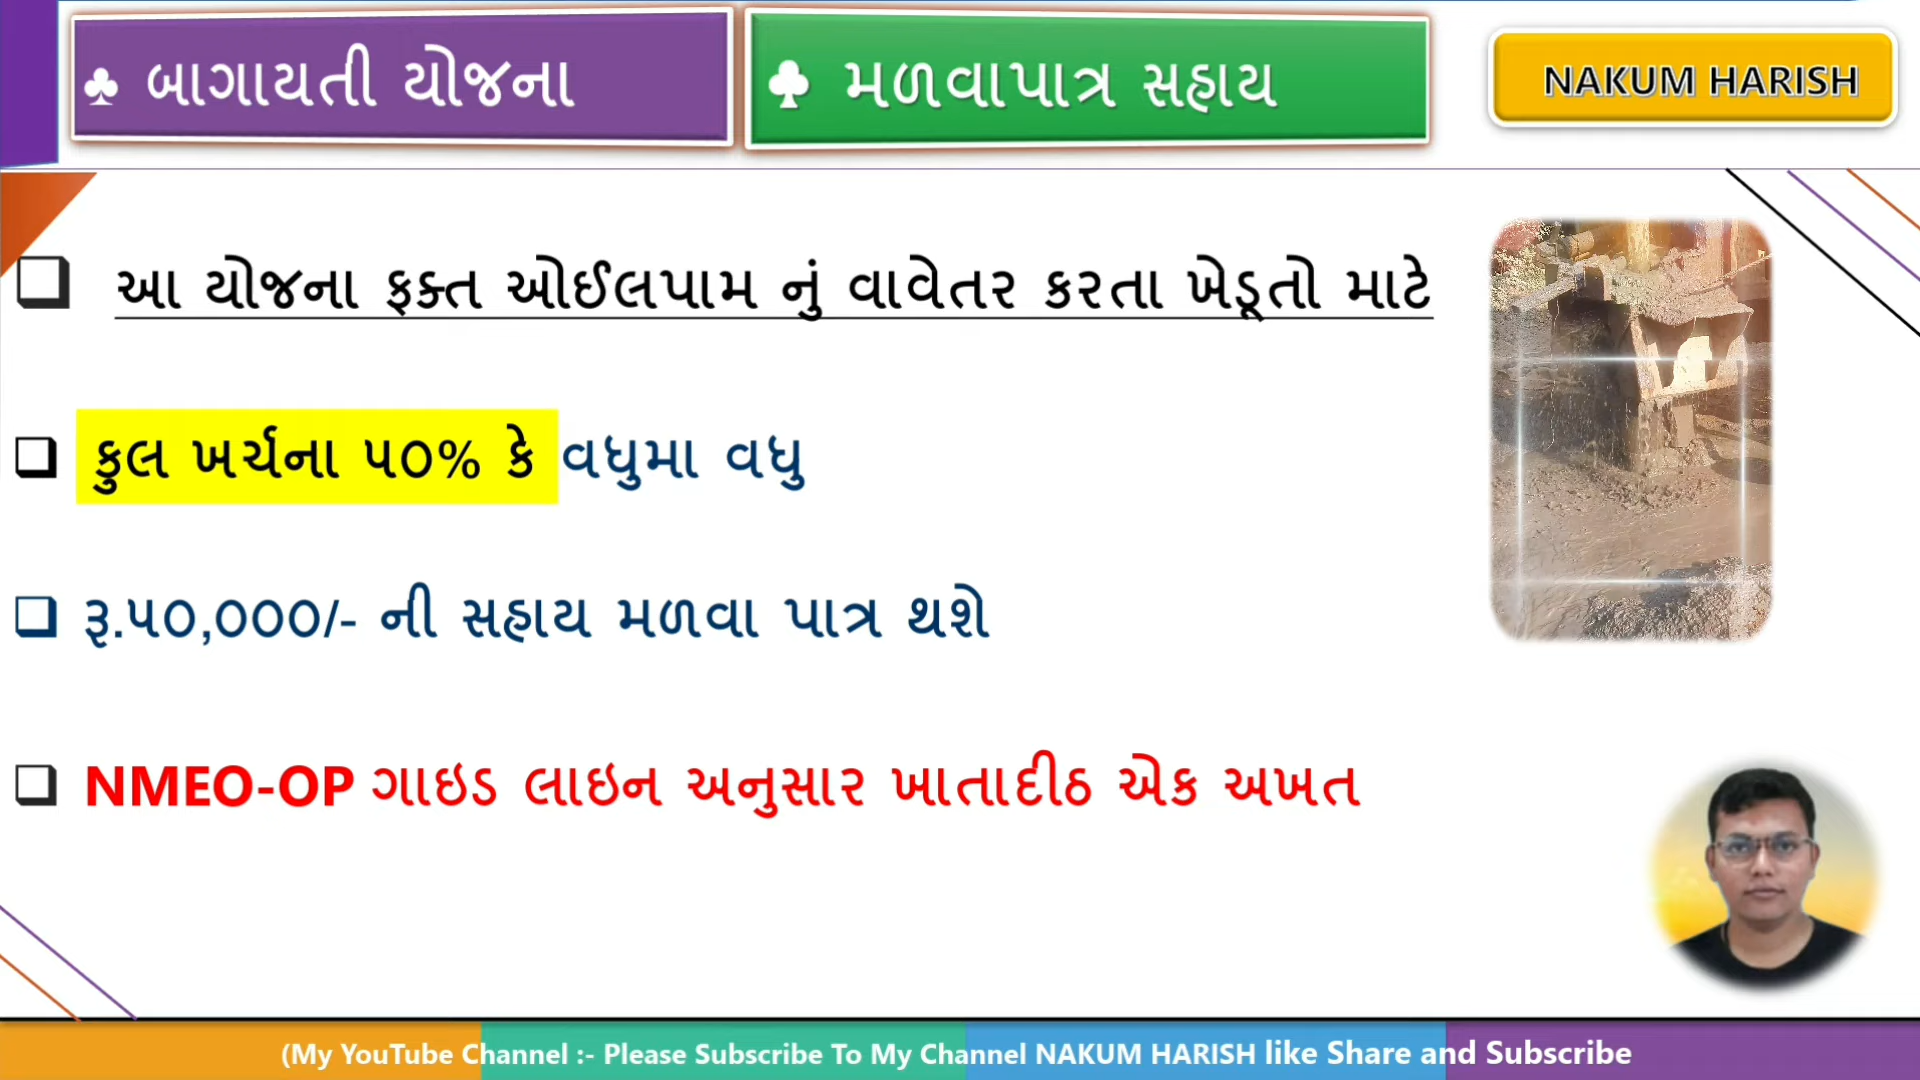 ♣ બાગાયતી યોજના
♣ મળવાપાત્ર સહાય
NAKUM HARISH
આ યોજના ફક્ત ઓઈલપામ નું વાવેતર કરતા ખેડૂતો માટે
કુલ ખર્ચના ૫૦% કે વધુમા વધુ
રૂ.૫૦,૦૦૦/- ની સહાય મળવા પાત્ર થશે
NMEO-OP ગાઇડ લાઇન અનુસાર ખાતાદીઠ એક અખત
(My YouTube Channel :- Please Subscribe To My Channel NAKUM HARISH like Share and Subscribe